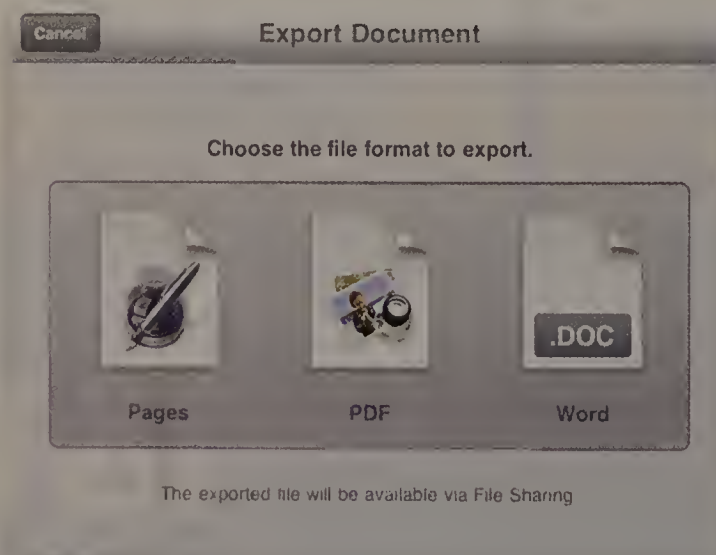 Cancel
Export Document
Choose the file format to export.
.DOC
Pages
PDF
Word
The exported file will be available via File Sharing